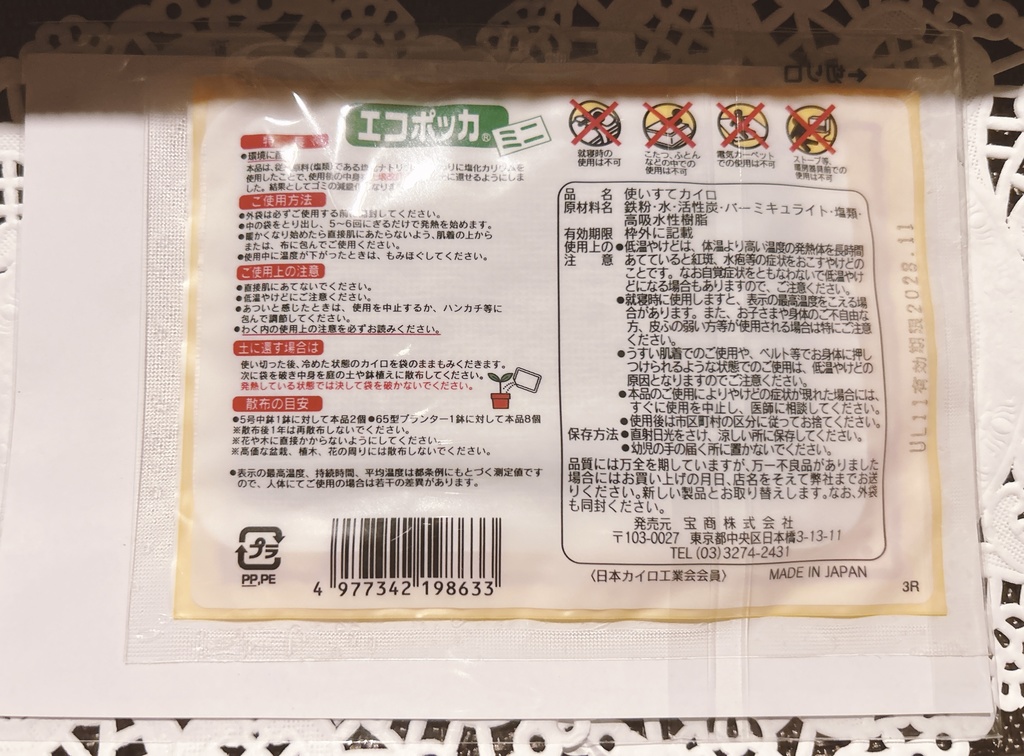 ←切り口
エコポッカ®
ミニ
就寝時の
使用は不可
こたつ、ふとん
などの中での
使用は不可
電気カーペット
での使用は不可
ストーブ等、
暖房器具前での
使用は不可
特
●環境に
本品は、従 原料(塩類)である塩 ナトリ に塩化カリウムを
使用したことで、使用後の中身 に還せるようにしま
した。結果としてゴミの減量
ご使用方法
●外袋は必ずご使用する 開封してください。
●中の袋をとり出し、5〜6回にぎるだけで発熱を始めます。
●暖かくなり始めたら直接肌にあたらないよう、肌着の上から
または、布に包んでご使用ください。
●使用中に温度が下がったときは、もみほぐしてください。
ご使用上の注意
●直接肌にあてないでください。
●低温やけどにご注意ください。
●あついと感じたときは、使用を中止するか、ハンカチ等に
包んで調節してください。
●わく内の使用上の注意を必ずお読みください。
土に還す場合は
使い切った後、冷めた状態のカイロを袋のままもみくだきます。
次に袋を破き中身を庭の土や鉢植えに散布してください。
発熱している状態では決して袋を破かないでください。
散布の目安
●5号中鉢1鉢に対して本品2個 ●65型プランター1鉢に対して本品8個
※散布後1年は再散布しないでください。
※花や木に直接かからないようにしてください。
※高価な盆栽、植木、花の周りには散布しないでください。
●表示の最高温度、持続時間、平均温度は都条例にもとづく測定値です
ので、人体にてご使用の場合は若干の差異があります。
プラ
PP,PE
4 977342 198633
品名 使いすてカイロ
原材料名 鉄粉・水・活性炭・バーミキュライト・塩類・
高吸水性樹脂
有効期限 枠外に記載
使用上の ●低温やけどは、体温より高い温度の発熱体を長時間
注意 あてていると紅斑、水疱等の症状をおこすやけどの
ことです。なお自覚症状をともなわないで低温やけ
どになる場合もありますので、ご注意ください。
●就寝時に使用しますと、表示の最高温度をこえる場
合があります。また、お子さまや身体のご不自由な
方、皮ふの弱い方等が使用される場合は特にご注意
ください。
●うすい肌着でのご使用や、ベルト等でお身体に押し
つけられるような状態でのご使用は、低温やけどの
原因となりますのでご注意ください。
●本品のご使用によりやけどの症状が現れた場合には、
すぐに使用を中止し、医師に相談してください。
●使用後は市区町村の区分に従ってお捨てください。
保存方法 ●直射日光をさけ、涼しい所に保存してください。
●幼児の手の届く所に置かないでください。
品質には万全を期していますが、万一不良品がありました
場合にはお買い上げの月日、店名をそえて弊社までお送
りください。新しい製品とお取り替えします。なお、外袋
も同封ください。
発売元 宝商株式会社
〒103-0027 東京都中央区日本橋3-13-11
TEL (03)3274-2431
〈日本カイロ工業会会員〉
MADE IN JAPAN
3R
UL11有効期限2028.11